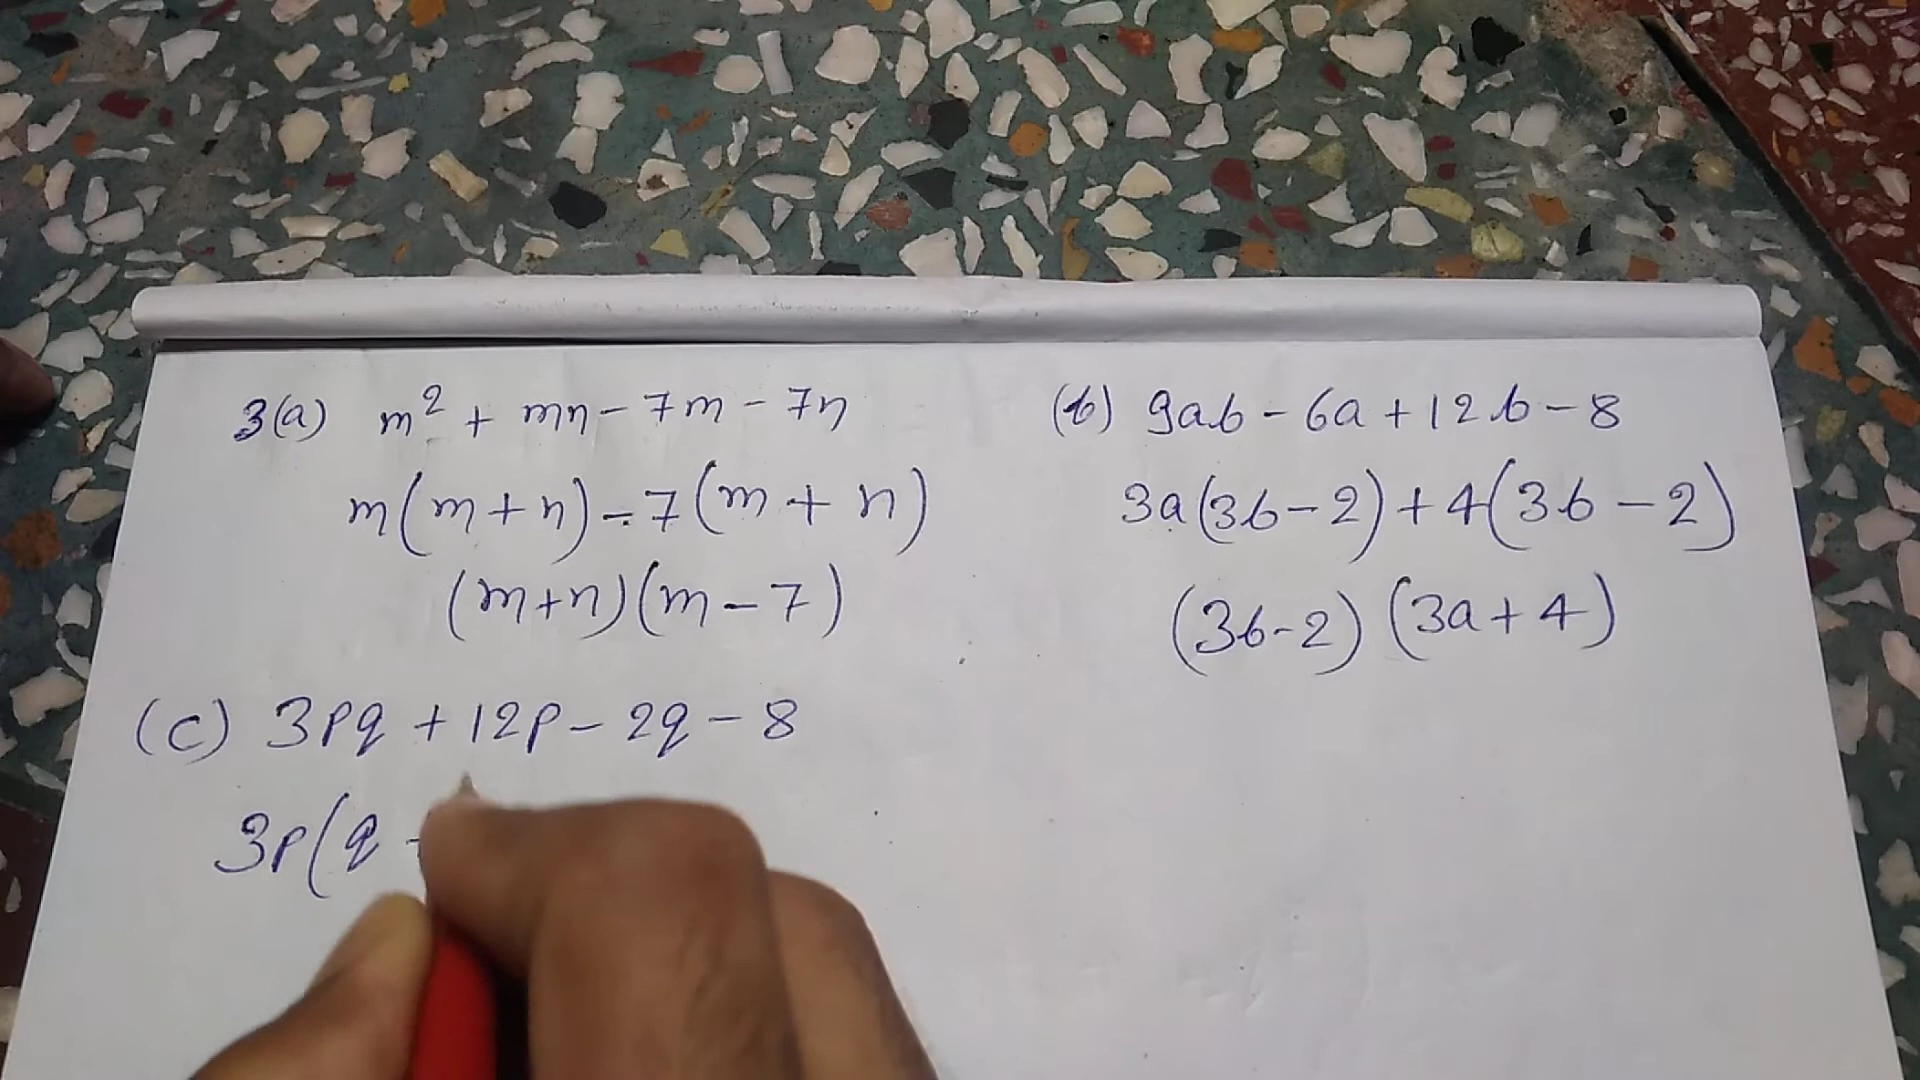 3(a) m² + mn - 7m - 7n
m(m+n) - 7(m+n)
(m+n)(m-7)
(b) 9ab - 6a + 12b - 8
3a(3b-2) + 4(3b-2)
(3b-2)(3a+4)
(c) 3pq + 12p - 2q - 8
3p(q